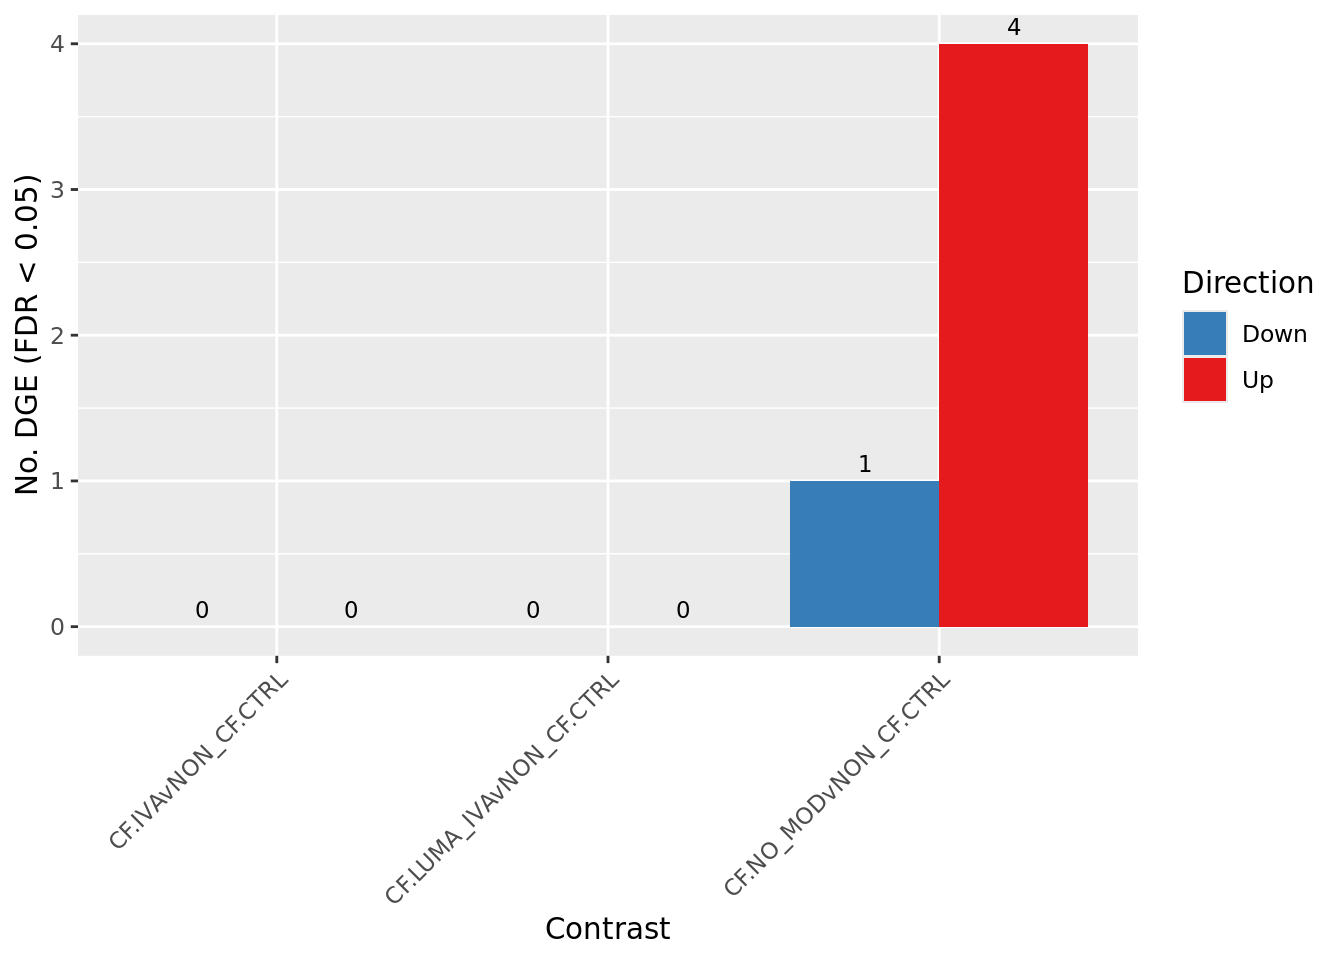 4
4
3
2
1
0
No. DGE (FDR < 0.05)
0
0
0
0
1
CF.IVAvNON_CF.CTRL
CF.LUMA_IVAvNON_CF.CTRL
CF.NO_MODvNON_CF.CTRL
Contrast
Direction
Down
Up